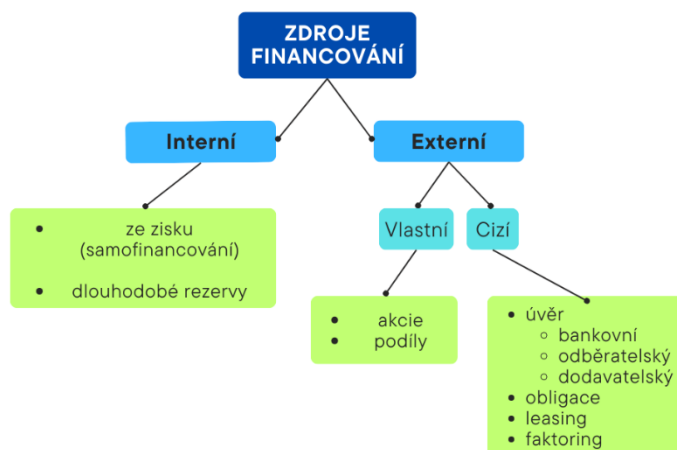 ZDROJE
FINANCOVÁNÍ
Interní
Externí
ze zisku
(samofinancování)
dlouhodobé rezervy
Vlastní
Cizí
akcie
podíly
úvěr
bankovní
odběratelský
dodavatelský
obligace
leasing
faktoring